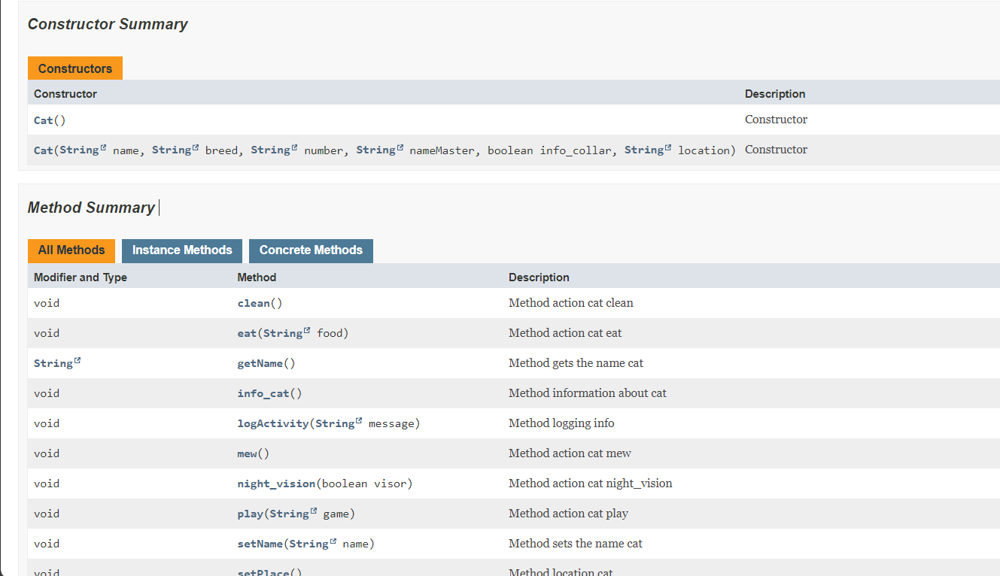 Constructor Summary
Constructors
Constructor Description
Cat() Constructor
Cat(String name, String breed, String number, String nameMaster, boolean info_collar, String location) Constructor
Method Summary
All Methods Instance Methods Concrete Methods
Modifier and Type Method Description
void clean() Method action cat clean
void eat(String food) Method action cat eat
String getName() Method gets the name cat
void info_cat() Method information about cat
void logActivity(String message) Method logging info
void mew() Method action cat mew
void night_vision(boolean visor) Method action cat night_vision
void play(String game) Method action cat play
void setName(String name) Method sets the name cat
void setPlace() Method location cat